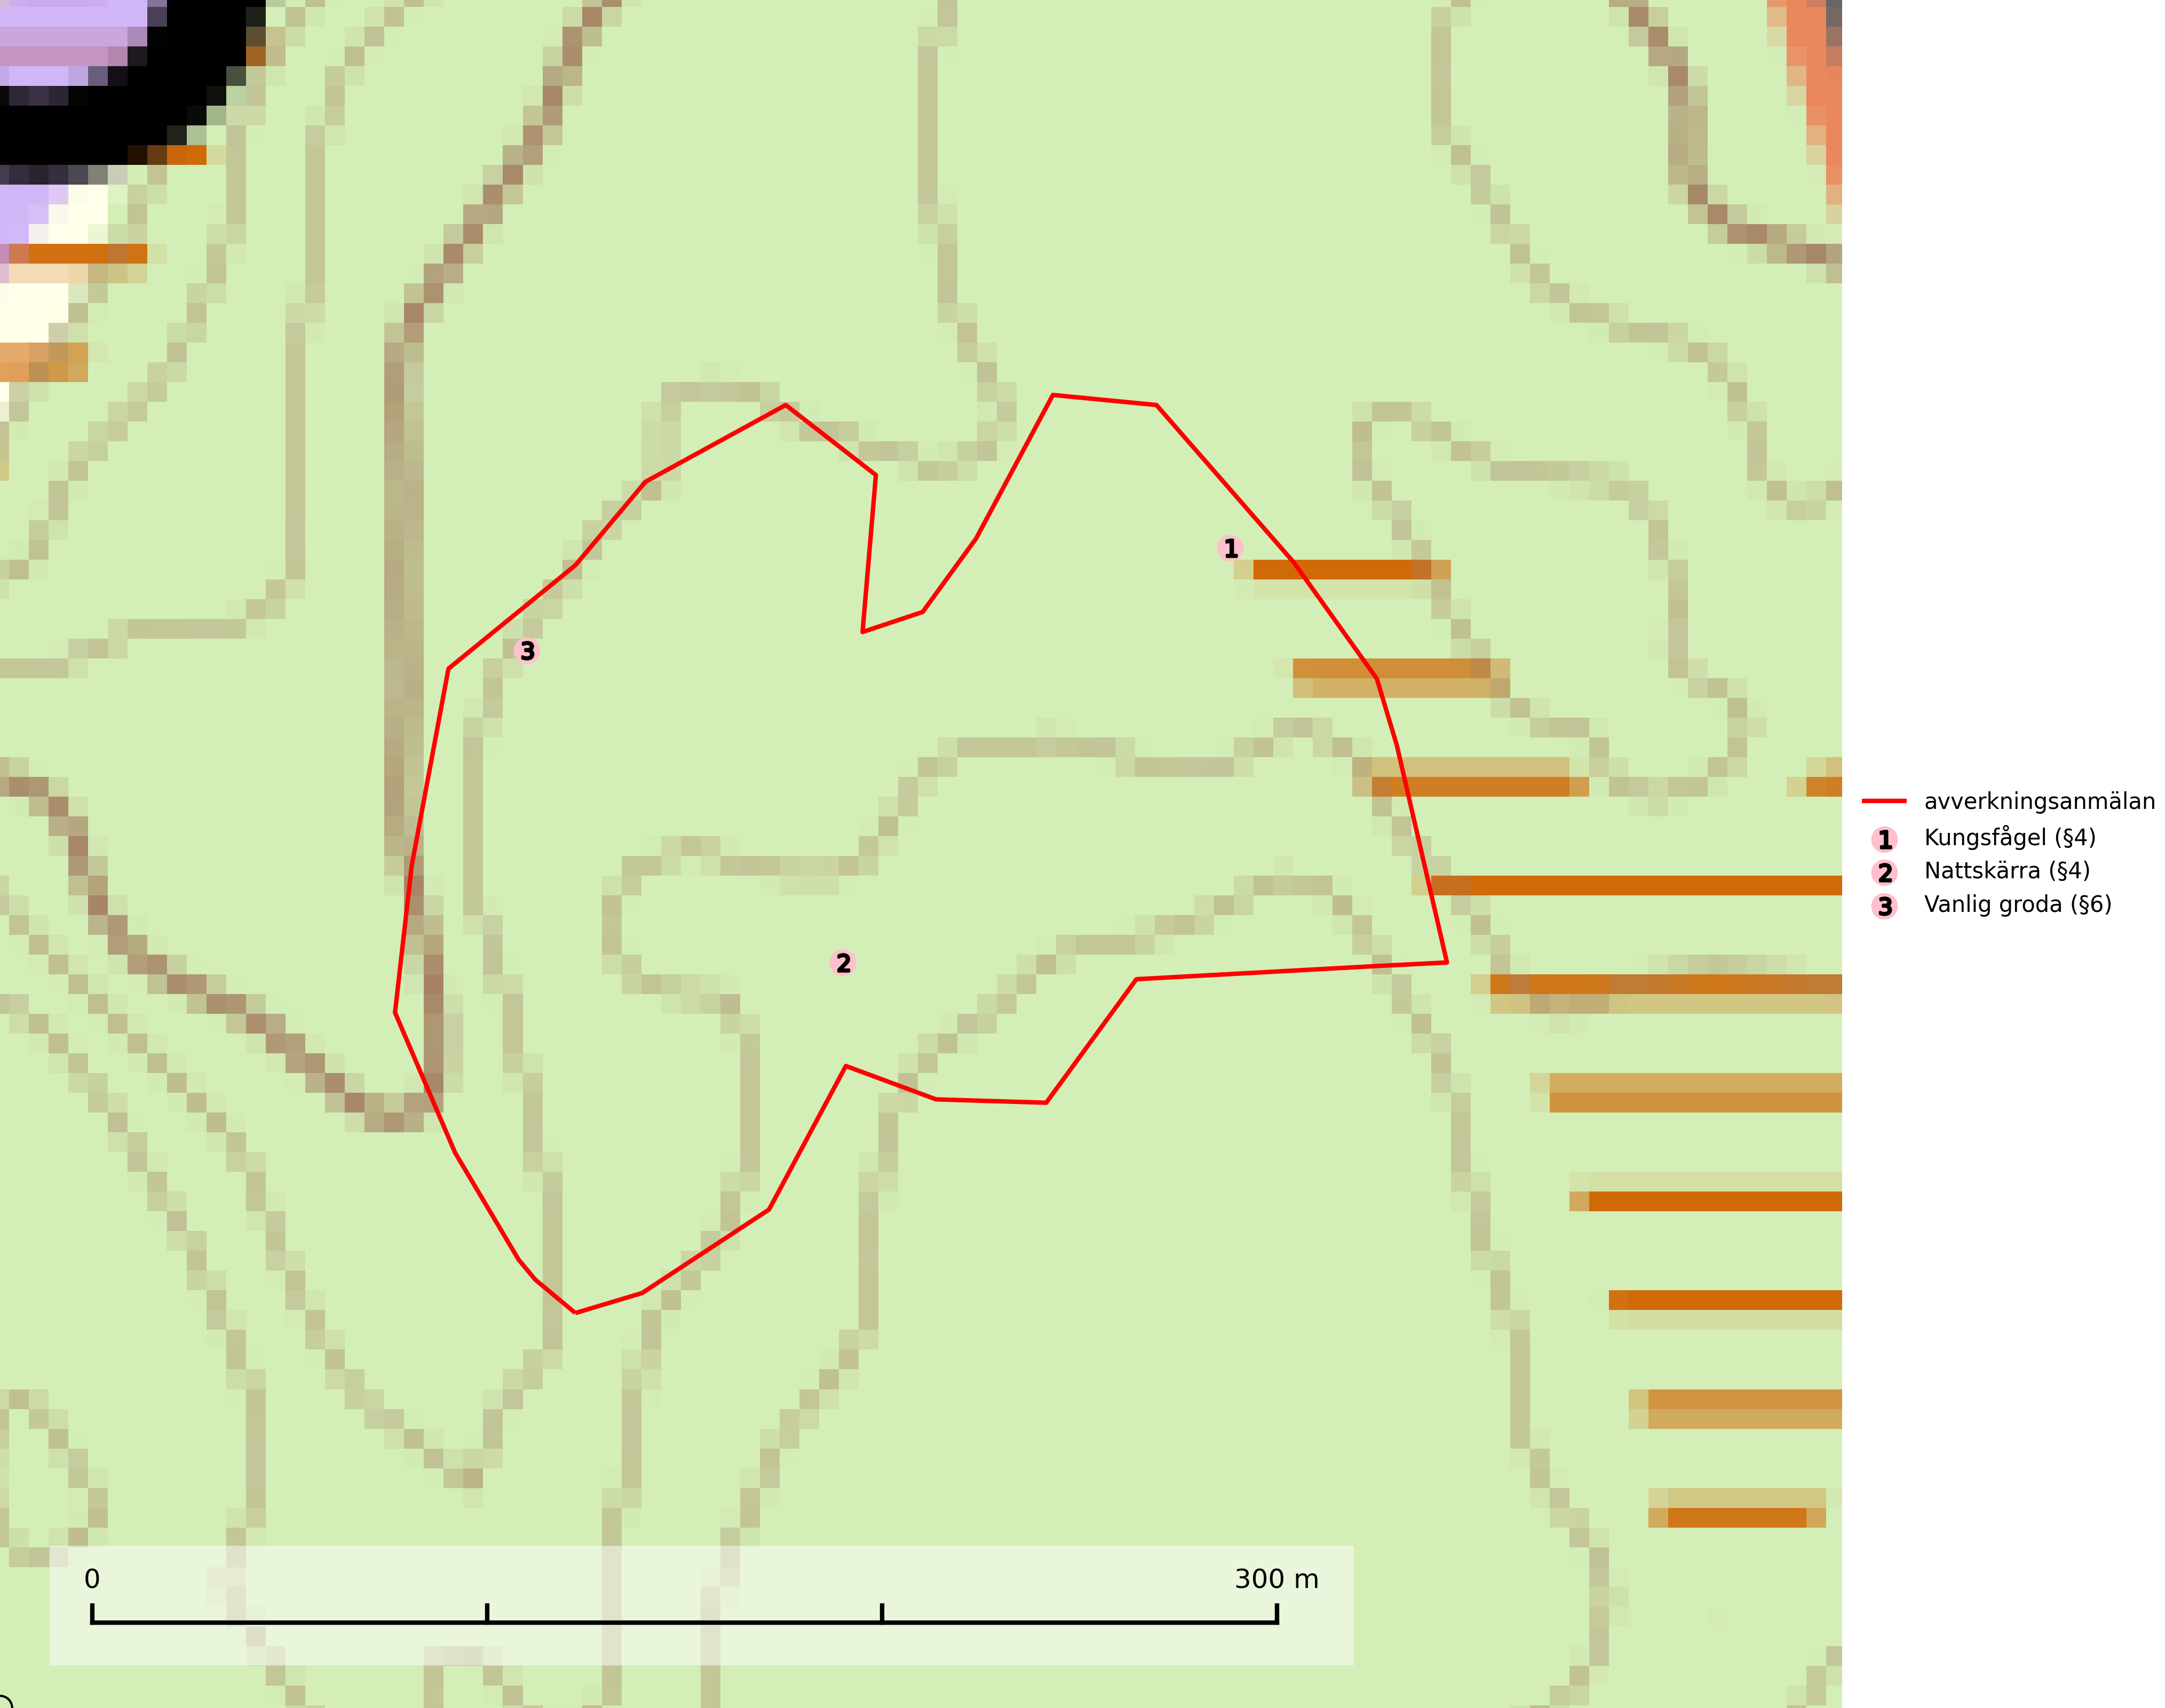 1
3
2
avverkningsanmälan
1 Kungsfågel (§4)
2 Nattskärra (§4)
3 Vanlig groda (§6)
0 300 m